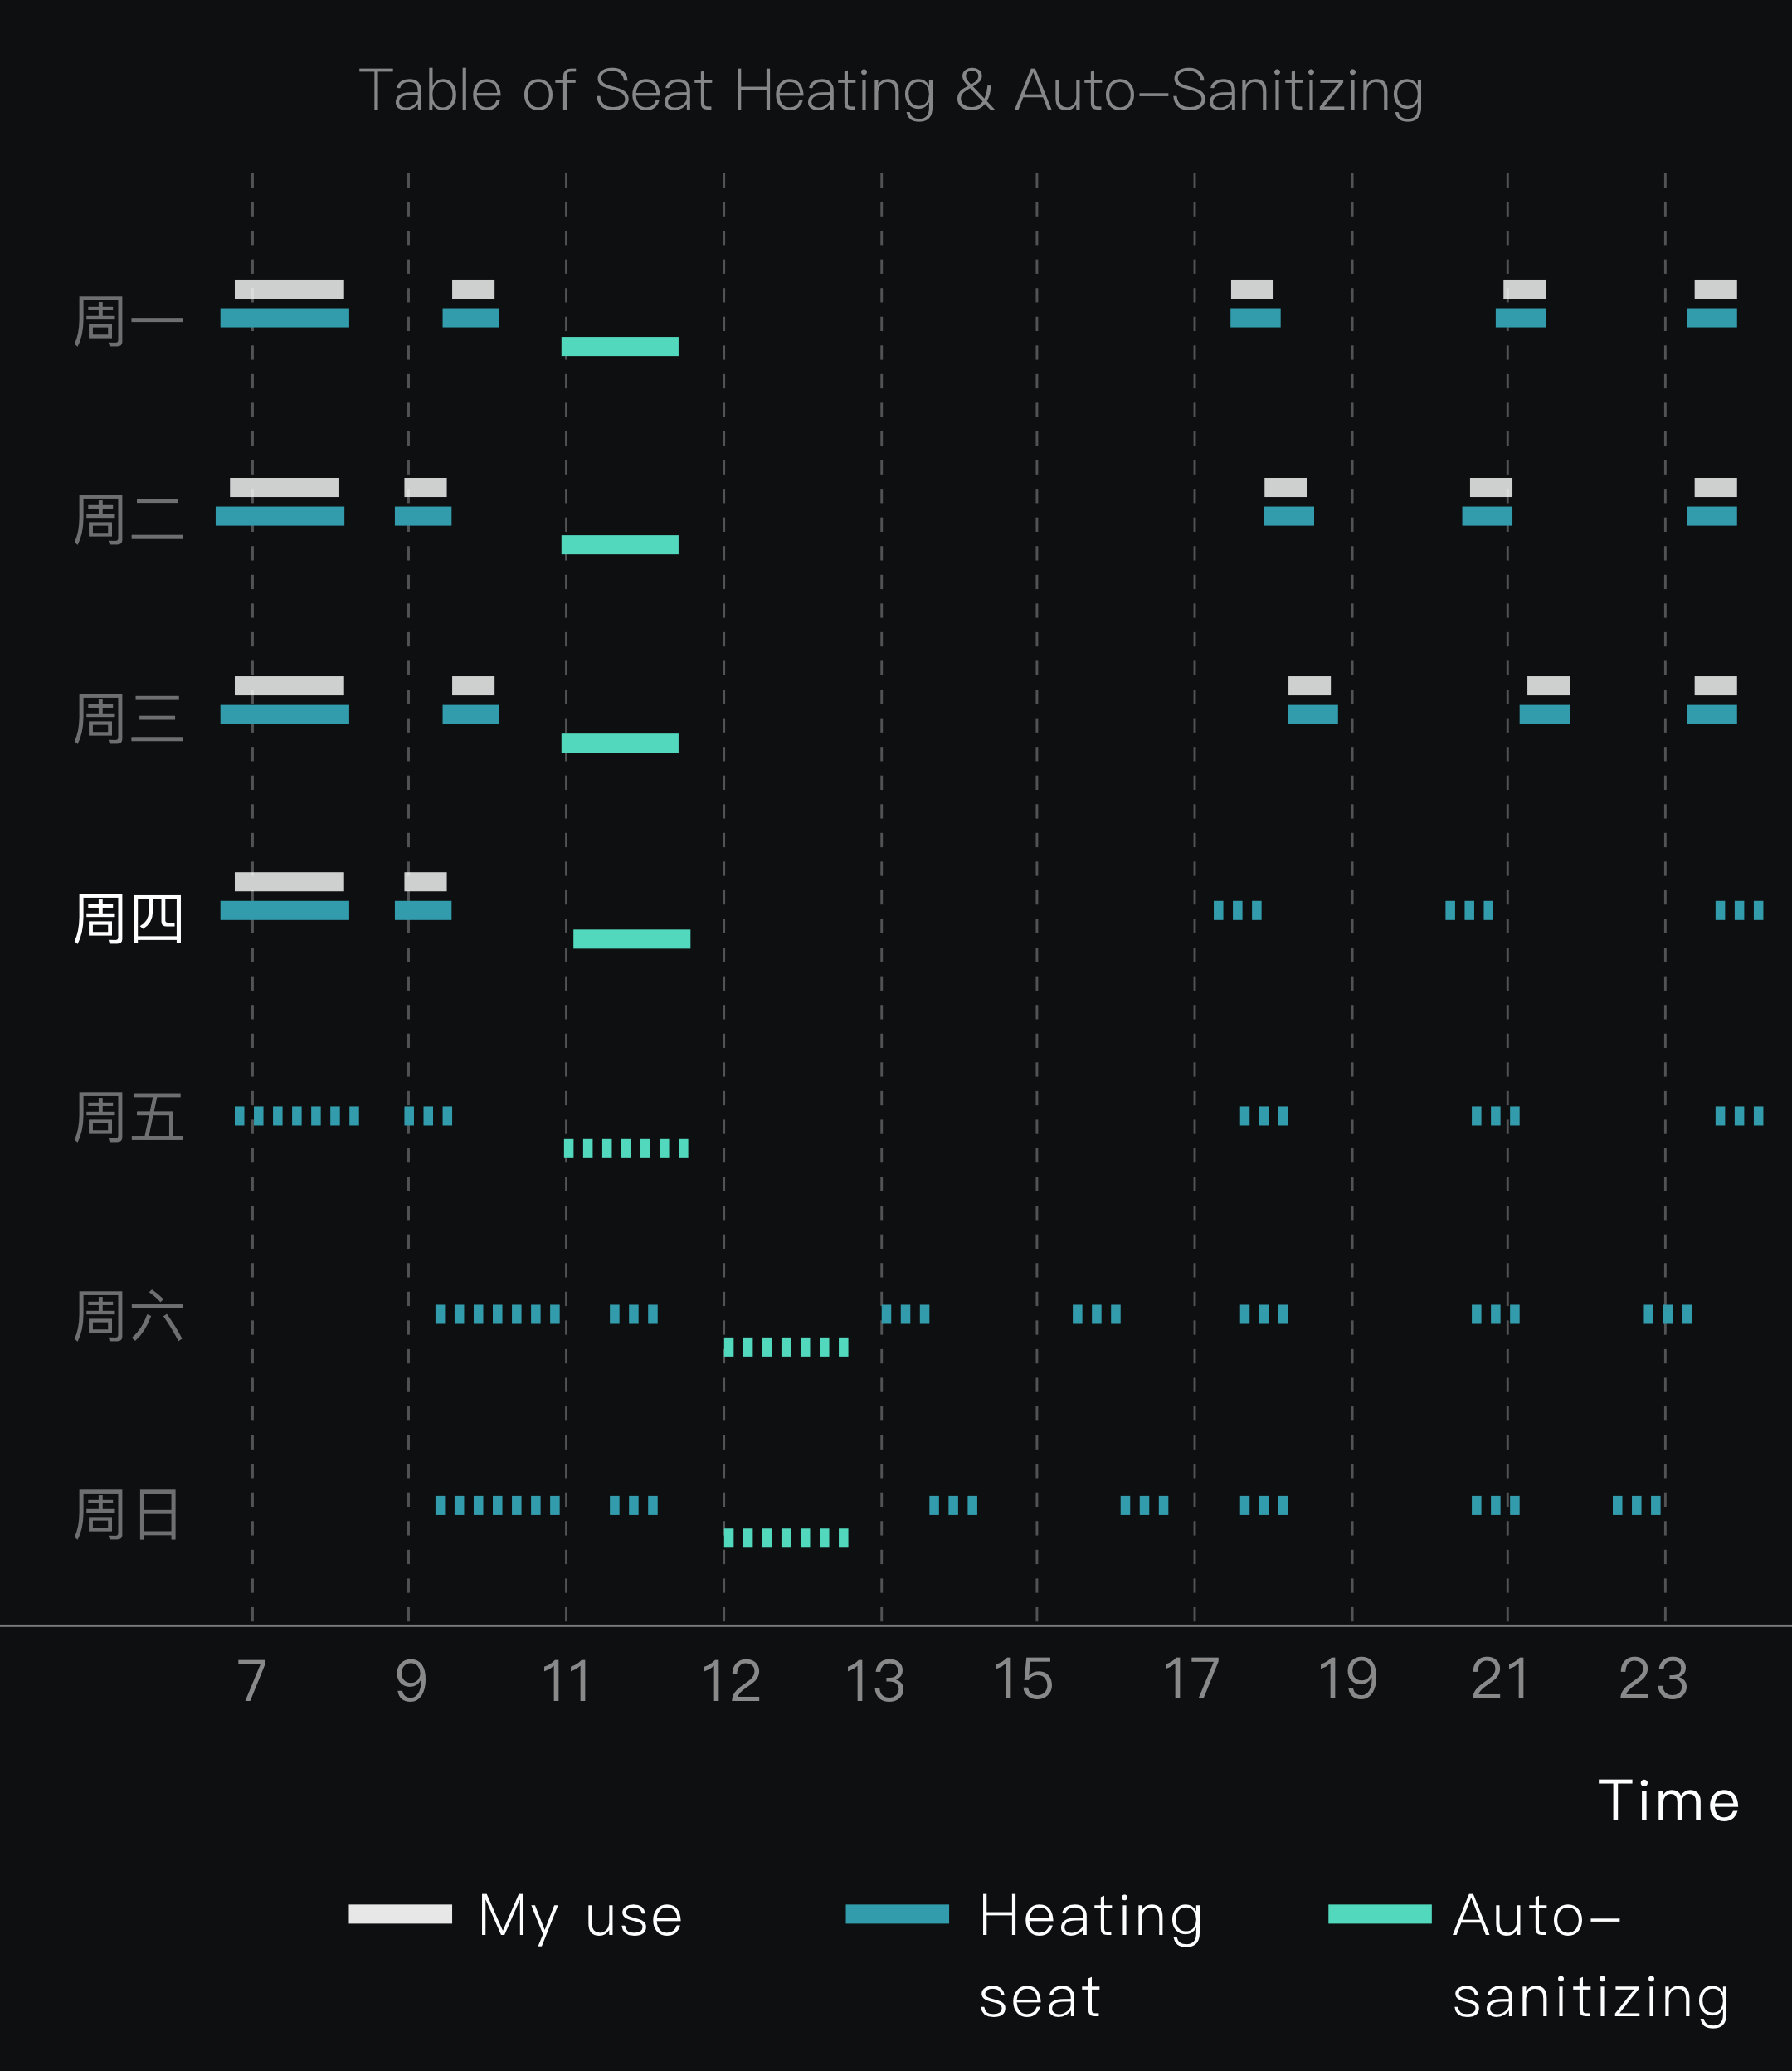 Table of Seat Heating & Auto–Sanitizing
周一
周二
周三
周四
周五
周六
周日
7 9 11 12 13 15 17 19 21 23
Time
My use
Heating
seat
Auto–
sanitizing